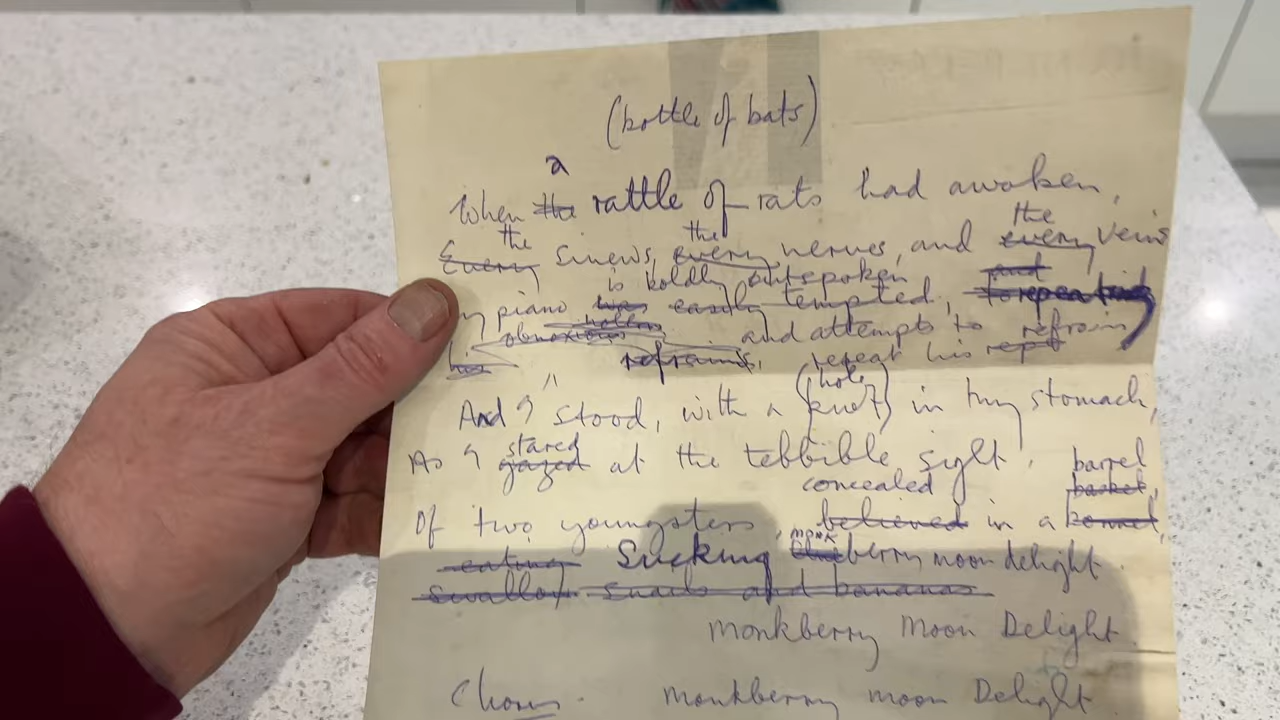 (bottle of bats)
a
When the rattle of rats had awoken,
the the the
Every sinews, every nerves, and every veins
is boldly outspoken and
my piano has easily tempted, to repeating
obnoxious and attempts to refrain
his refrains, repeat his
(hole
And I stood, with a knot) in my stomach,
stared
As I gazed at the tebbible sight, barrel
concealed basket,
Of two youngsters, believed in a
monk
eating Sucking berry moon delight.
swallow snails and bananas
Monkberry Moon Delight.
Chorus. Monkberry moon Delight.